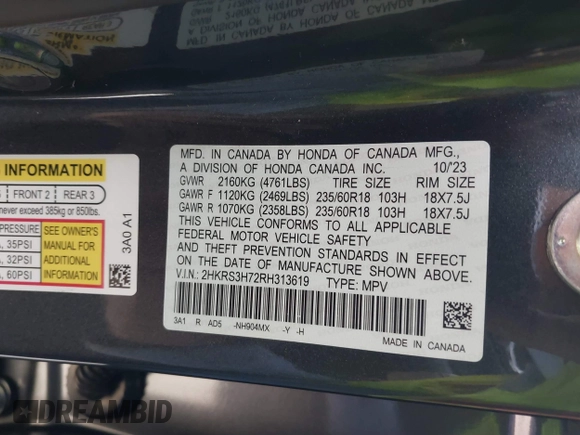 INFORMATION
FRONT 2 REAR 3
never exceed 385kg or 850lbs.
PRESSURE SEE OWNER'S
35PSI MANUAL FOR
32PSI ADDITIONAL
60PSI INFORMATION
3A0 A1
MFD. IN CANADA BY HONDA OF CANADA MFG.,
A DIVISION OF HONDA CANADA INC. 10/'23
GVWR 2160KG (4761LBS) TIRE SIZE RIM SIZE
GAWR F 1120KG (2469LBS) 235/60R18 103H 18X7.5J
GAWR R 1070KG (2358LBS) 235/60R18 103H 18X7.5J
THIS VEHICLE CONFORMS TO ALL APPLICABLE
FEDERAL MOTOR VEHICLE SAFETY
AND THEFT PREVENTION STANDARDS IN EFFECT
ON THE DATE OF MANUFACTURE SHOWN ABOVE.
V.I.N.: 2HKRS3H72RH313619 TYPE: MPV
3A1 R AD5 -NH904MX -Y -H
MADE IN CANADA
DREAMBID